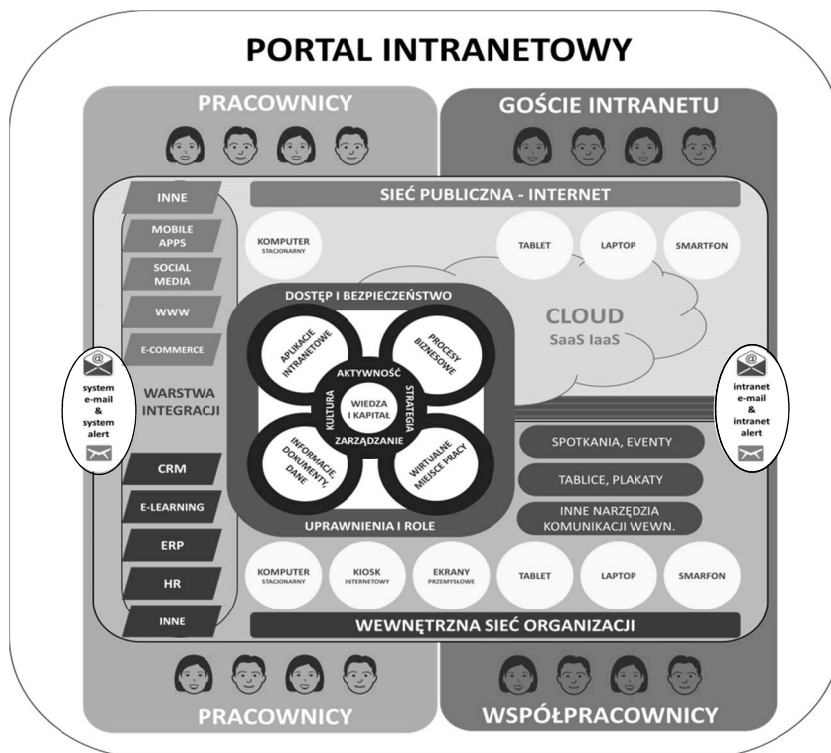 PORTAL INTRANETOWY
PRACOWNICY
GOŚCIE INTRANETU
SIEĆ PUBLICZNA - INTERNET
INNE
MOBILE
APPS
SOCIAL
MEDIA
WWW
E-COMMERCE
WARSTWA
INTEGRACJI
CRM
E-LEARNING
ERP
HR
INNE
@
system
e-mail
&
system
alert
KOMPUTER
STACJONARNY
TABLET
LAPTOP
SMARTFON
CLOUD
SaaS IaaS
DOSTĘP I BEZPIECZEŃSTWO
APLIKACJE
INTRANETOWE
PROCESY
BIZNESOWE
AKTYWNOŚĆ
KULTURA
WIEDZA
I KAPITAŁ
STRATEGIA
ZARZĄDZANIE
INFORMACJE,
DOKUMENTY,
DANE
WIRTUALNE
MIEJSCE PRACY
UPRAWNIENIA I ROLE
@
intranet
e-mail
&
intranet
alert
SPOTKANIA, EVENTY
TABLICE, PLAKATY
INNE NARZĘDZIA
KOMUNIKACJI WEWN.
KOMPUTER
STACJONARNY
KIOSK
INTERNETOWY
EKRANY
PRZEMYSŁOWE
TABLET
LAPTOP
SMARFON
WEWNĘTRZNA SIEĆ ORGANIZACJI
PRACOWNICY
WSPÓŁPRACOWNICY